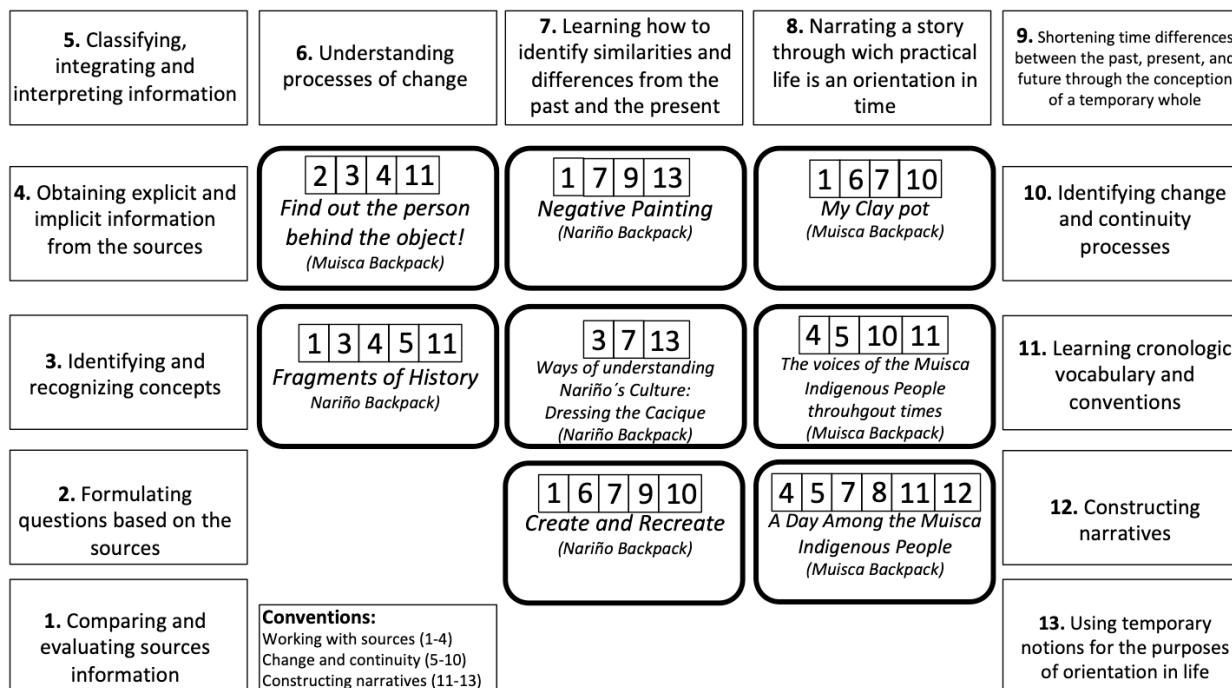 5. Classifying,
integrating and
interpreting information
6. Understanding
processes of change
7. Learning how to
identify similarities and
differences from the
past and the present
8. Narrating a story
through wich practical
life is an orientation in
time
9. Shortening time differences
between the past, present, and
future through the conception
of a temporary whole
4. Obtaining explicit and
implicit information
from the sources
2 3 4 11
Find out the person
behind the object!
(Muisca Backpack)
1 7 9 13
Negative Painting
(Nariño Backpack)
1 6 7 10
My Clay pot
(Muisca Backpack)
10. Identifying change
and continuity
processes
3. Identifying and
recognizing concepts
1 3 4 5 11
Fragments of History
Nariño Backpack)
3 7 13
Ways of understanding
Nariño´s Culture:
Dressing the Cacique
(Nariño Backpack)
4 5 10 11
The voices of the Muisca
Indigenous People
throuhgout times
(Muisca Backpack)
11. Learning cronologic
vocabulary and
conventions
2. Formulating
questions based on the
sources
1 6 7 9 10
Create and Recreate
(Nariño Backpack)
4 5 7 8 11 12
A Day Among the Muisca
Indigenous People
(Muisca Backpack)
12. Constructing
narratives
1. Comparing and
evaluating sources
information
Conventions:
Working with sources (1-4)
Change and continuity (5-10)
Constructing narratives (11-13)
13. Using temporary
notions for the purposes
of orientation in life